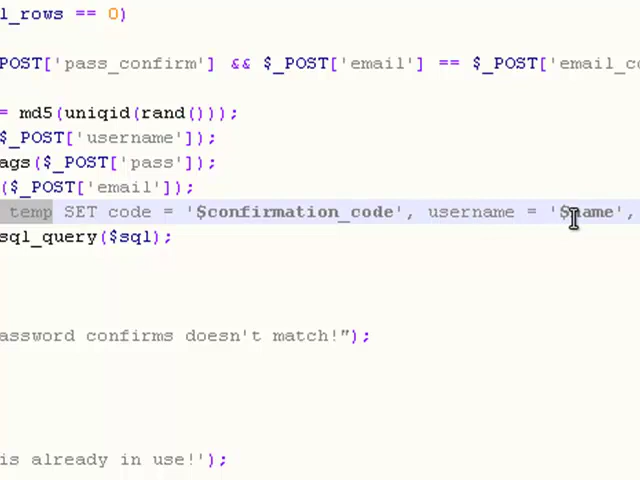 l_rows == 0)
POST['pass_confirm'] && $_POST['email'] == $_POST['email_co
= md5(uniqid(rand()));
$_POST['username']);
ags($_POST['pass']);
($_POST['email']);
temp SET code = '$confirmation_code', username = '$name',
sql_query($sql);
assword confirms doesn't match!");
is already in use!');